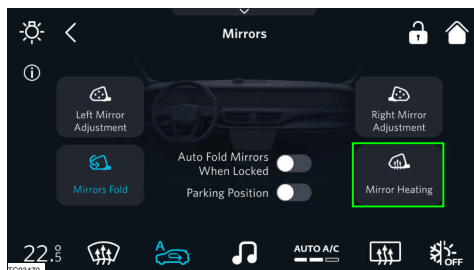 Mirrors
Left Mirror
Adjustment
Right Mirror
Adjustment
Auto Fold Mirrors
When Locked
Mirrors Fold
Parking Position
Mirror Heating
22.5°
A
AUTO A/C
OFF